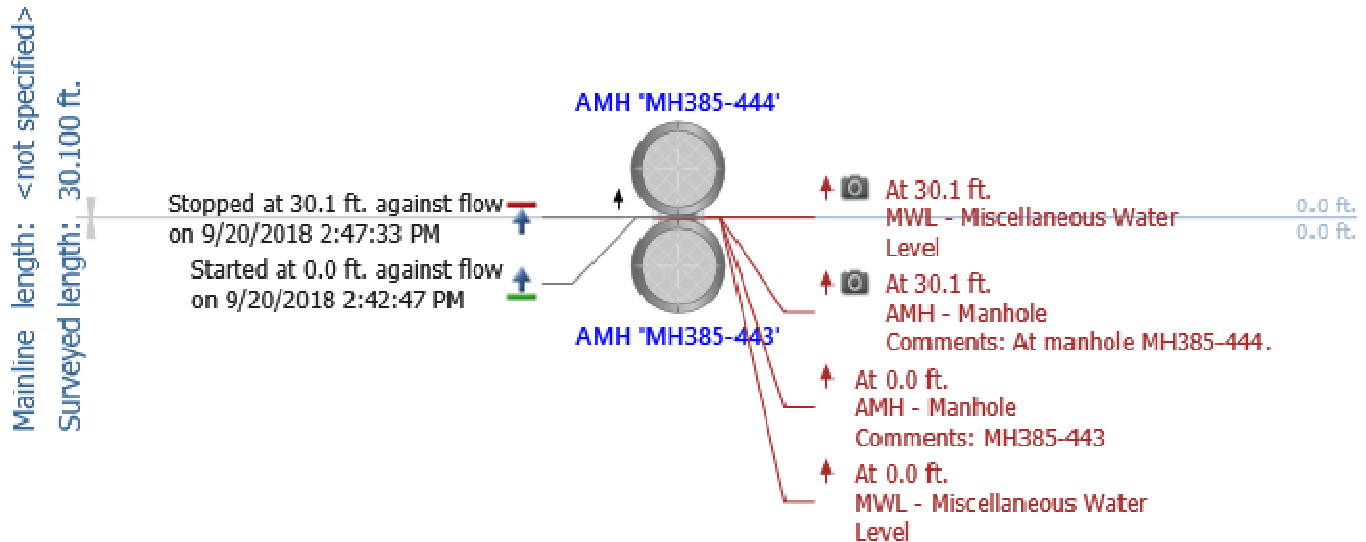 Mainline length: <not specified>
Surveyed length: 30.100 ft.
AMH "MH385-444'
Stopped at 30.1 ft. against flow
on 9/20/2018 2:47:33 PM
Started at 0.0 ft. against flow
on 9/20/2018 2:42:47 PM
AMH "MH385-443'
At 30.1 ft.
MWL - Miscellaneous Water
Level
At 30.1 ft.
AMH - Manhole
Comments: At manhole MH385-444.
At 0.0 ft.
AMH - Manhole
Comments: MH385-443
At 0.0 ft.
MWL - Miscellaneous Water
Level
0.0 ft.
0.0 ft.